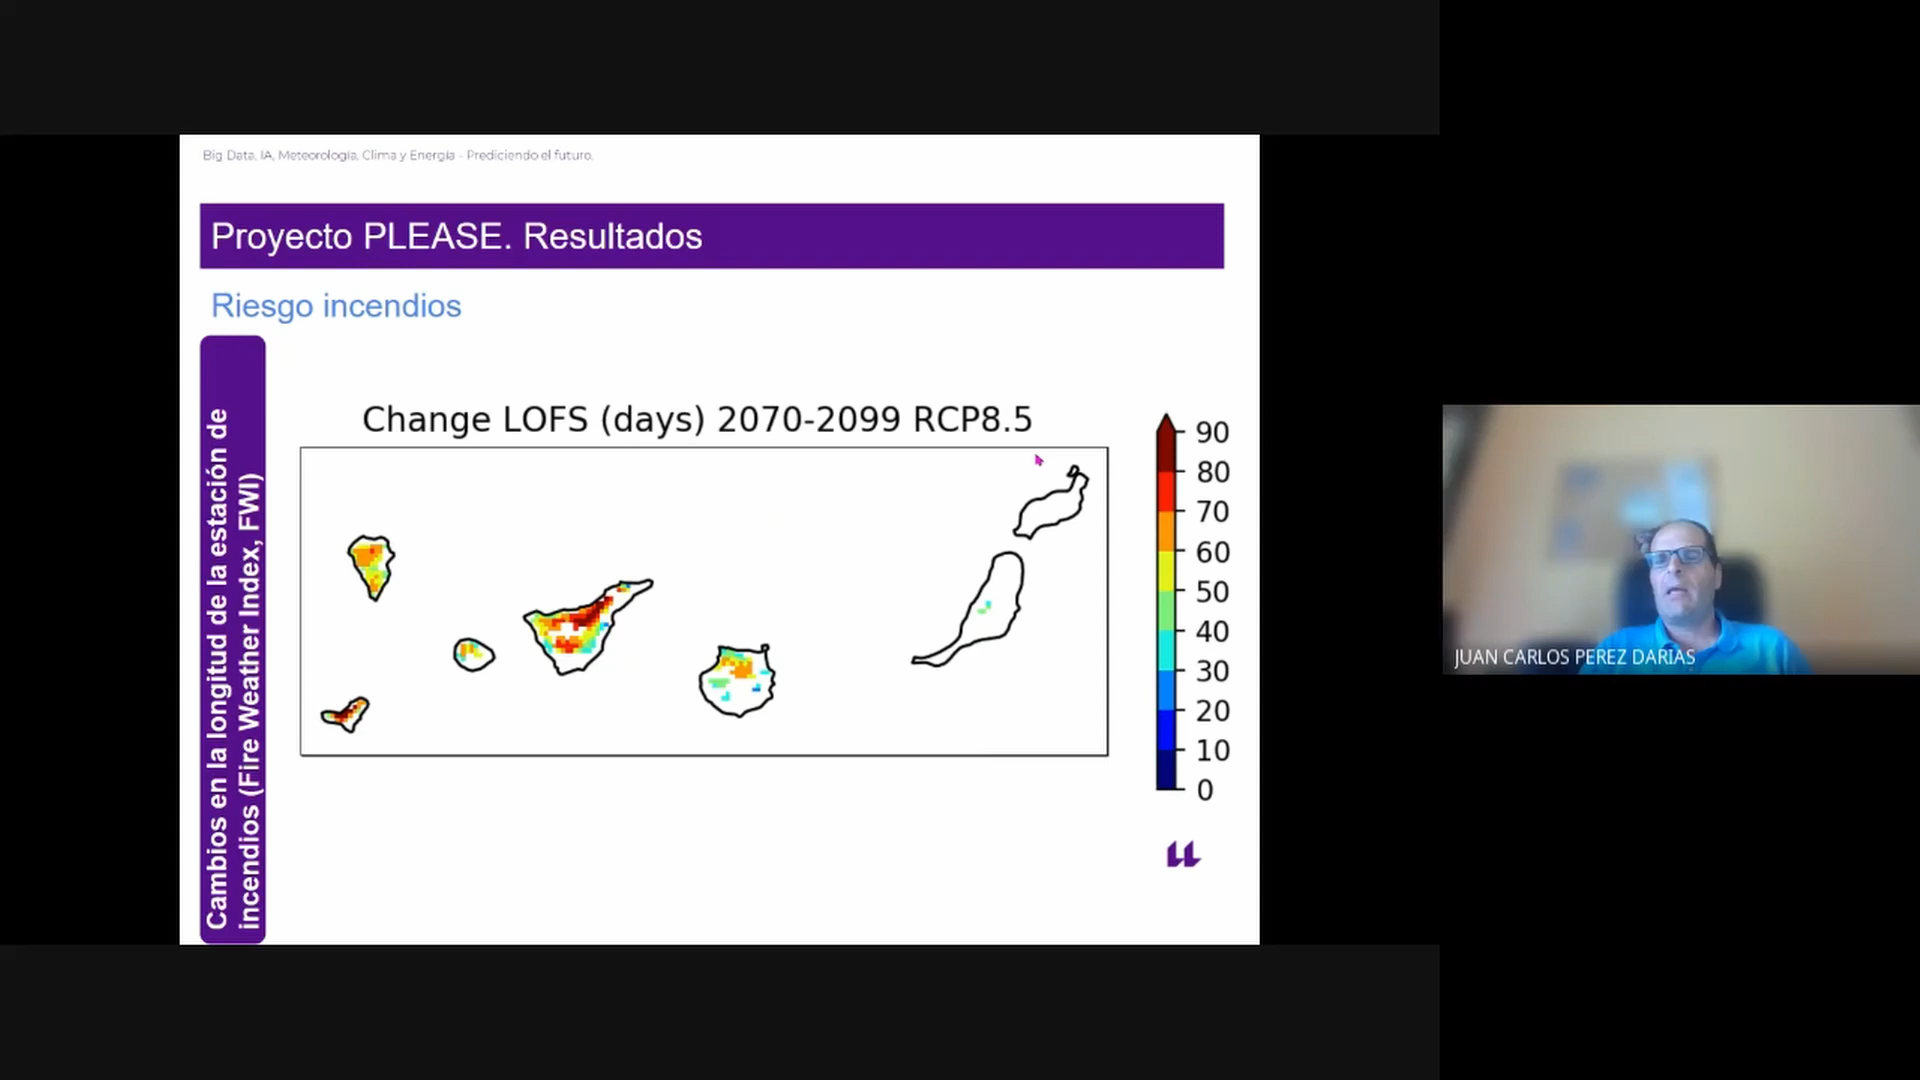 Big Data, IA, Meteorología, Clima y Energía - Prediciendo el futuro.
Proyecto PLEASE. Resultados
Riesgo incendios
Cambios en la longitud de la estación de
incendios (Fire Weather Index, FWI)
Change LOFS (days) 2070-2099 RCP8.5
90
80
70
60
50
40
30
20
10
0
JUAN CARLOS PEREZ DARIAS